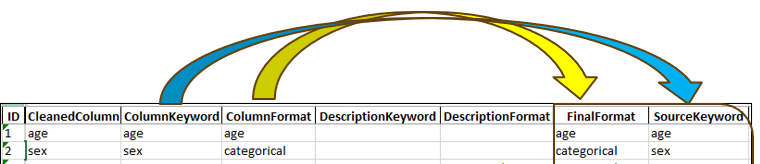 ID CleanedColumn ColumnKeyword ColumnFormat DescriptionKeyword DescriptionFormat FinalFormat SourceKeyword
1 age age age age age
2 sex sex categorical categorical sex